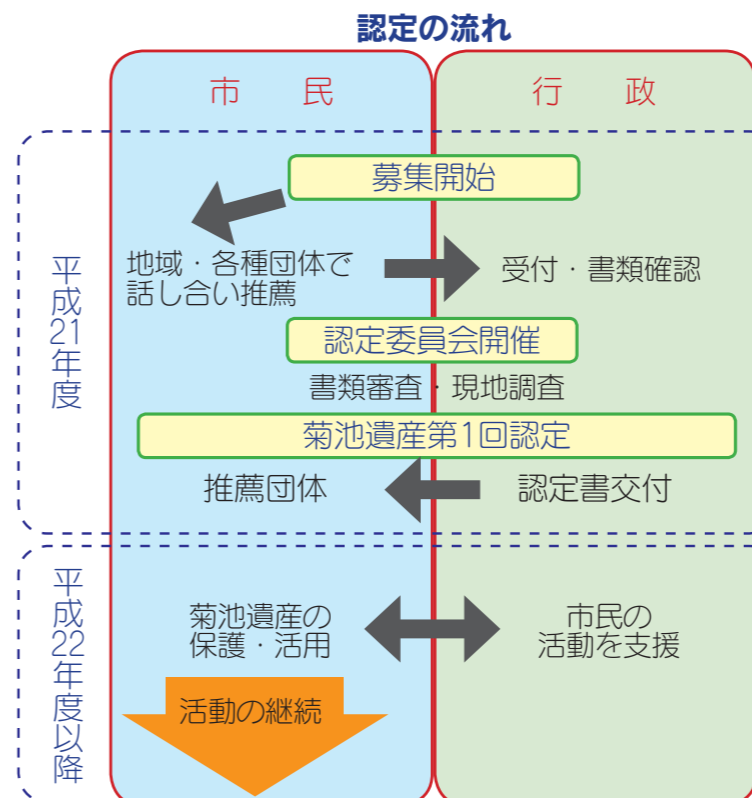 認定の流れ
市 民
行 政
平成21年度
募集開始
地域・各種団体で
話し合い推薦
受付・書類確認
認定委員会開催
書類審査・現地調査
菊池遺産第1回認定
推薦団体
認定書交付
平成22年度以降
菊池遺産の
保護・活用
市民の
活動を支援
活動の継続